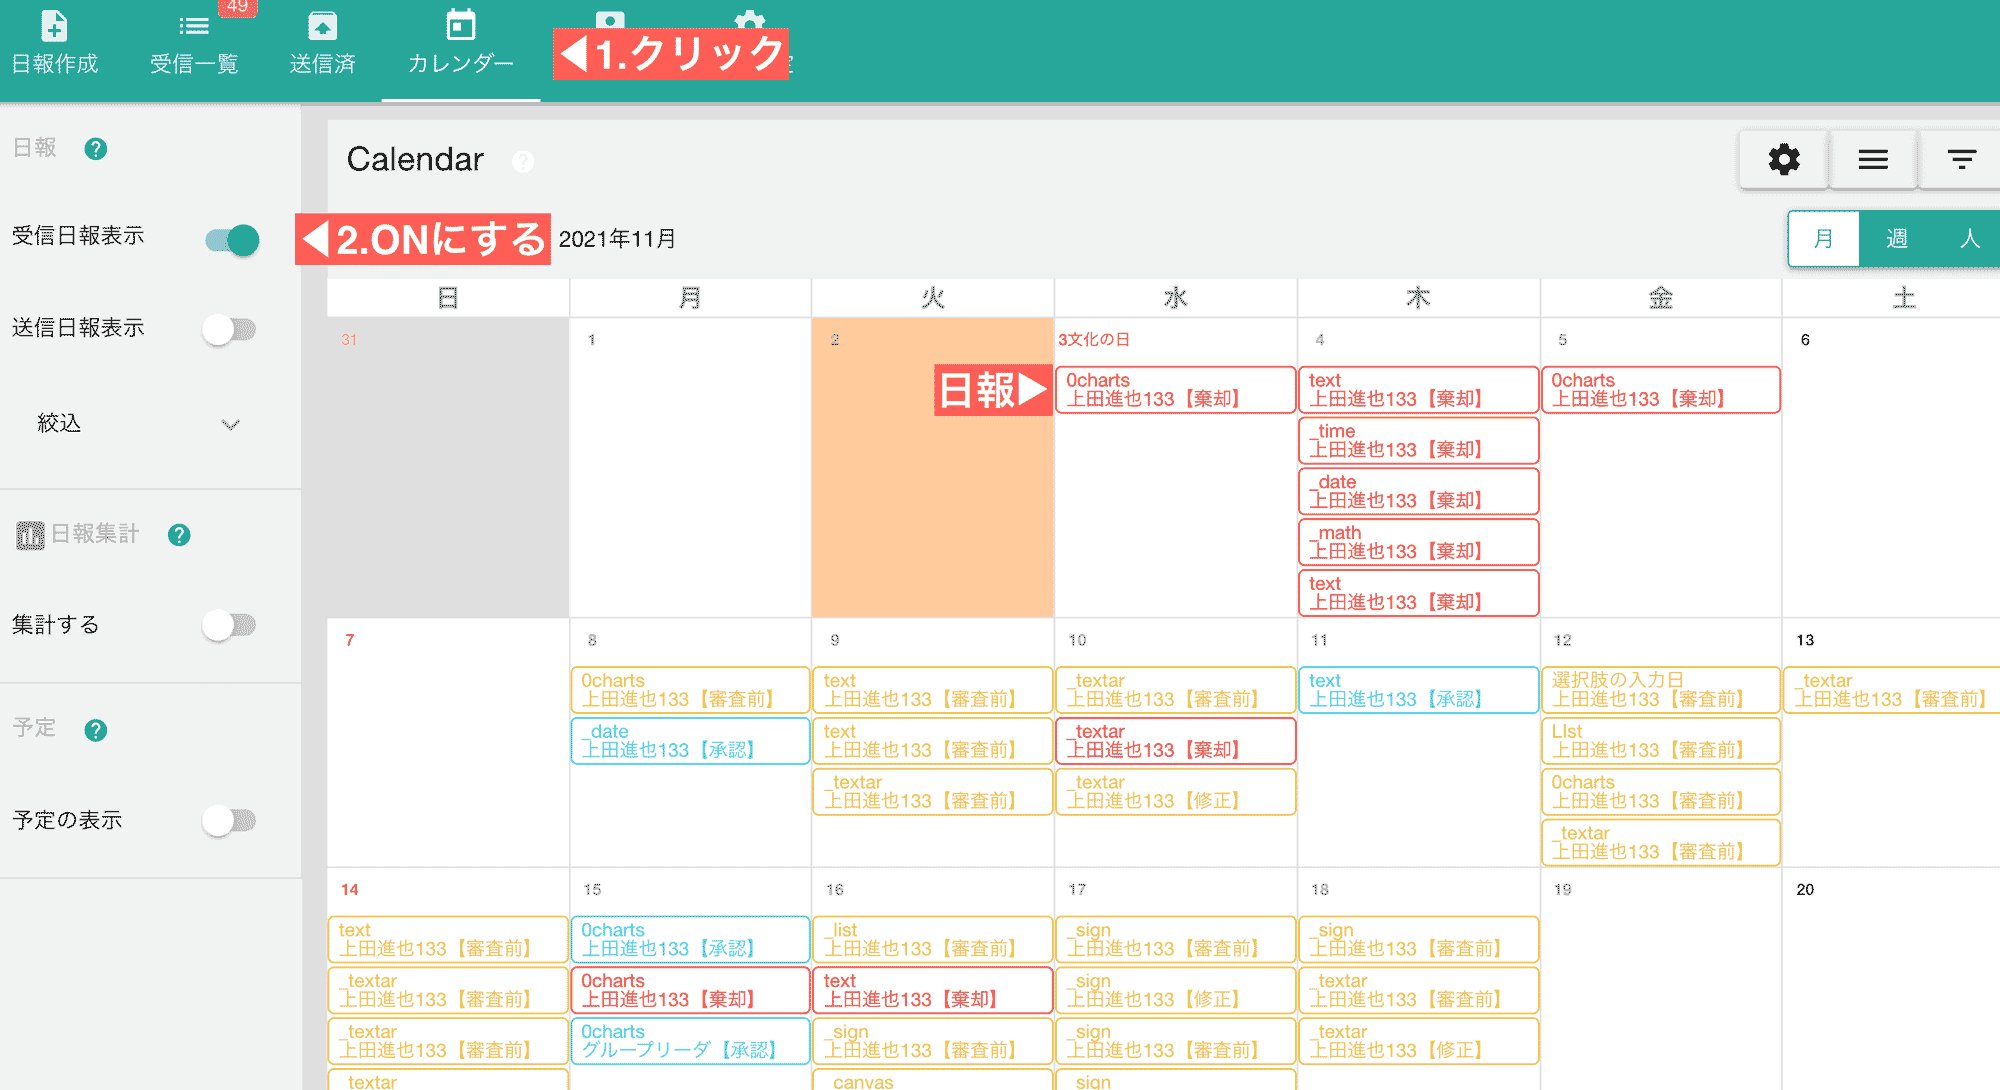 49
日報作成
受信一覧
送信済
カレンダー
◀1.クリック
日報
受信日報表示
送信日報表示
絞込
日報集計
集計する
予定
予定の表示
Calendar
◀2.ONにする
2021年11月
月 週 人
日 月 火 水 木 金 土
31 1 2 3文化の日 4 5 6
日報▶
0charts
上田進也133【棄却】
text
上田進也133【棄却】
_time
上田進也133【棄却】
_date
上田進也133【棄却】
_math
上田進也133【棄却】
text
上田進也133【棄却】
0charts
上田進也133【棄却】
7 8 9 10 11 12 13
0charts
上田進也133【審査前】
_date
上田進也133【承認】
text
上田進也133【審査前】
text
上田進也133【審査前】
_textar
上田進也133【審査前】
_textar
上田進也133【審査前】
_textar
上田進也133【棄却】
_textar
上田進也133【修正】
text
上田進也133【承認】
選択肢の入力日
上田進也133【審査前】
LIst
上田進也133【審査前】
0charts
上田進也133【審査前】
_textar
上田進也133【審査前】
_textar
上田進也133【審査前】
14 15 16 17 18 19 20
text
上田進也133【審査前】
_textar
上田進也133【審査前】
_textar
上田進也133【審査前】
textar
0charts
上田進也133【承認】
0charts
上田進也133【棄却】
0charts
グループリーダ【承認】
_list
上田進也133【審査前】
text
上田進也133【棄却】
_sign
上田進也133【審査前】
canvas
_sign
上田進也133【審査前】
_sign
上田進也133【修正】
_sign
上田進也133【審査前】
sign
_sign
上田進也133【審査前】
_textar
上田進也133【審査前】
_textar
上田進也133【修正】